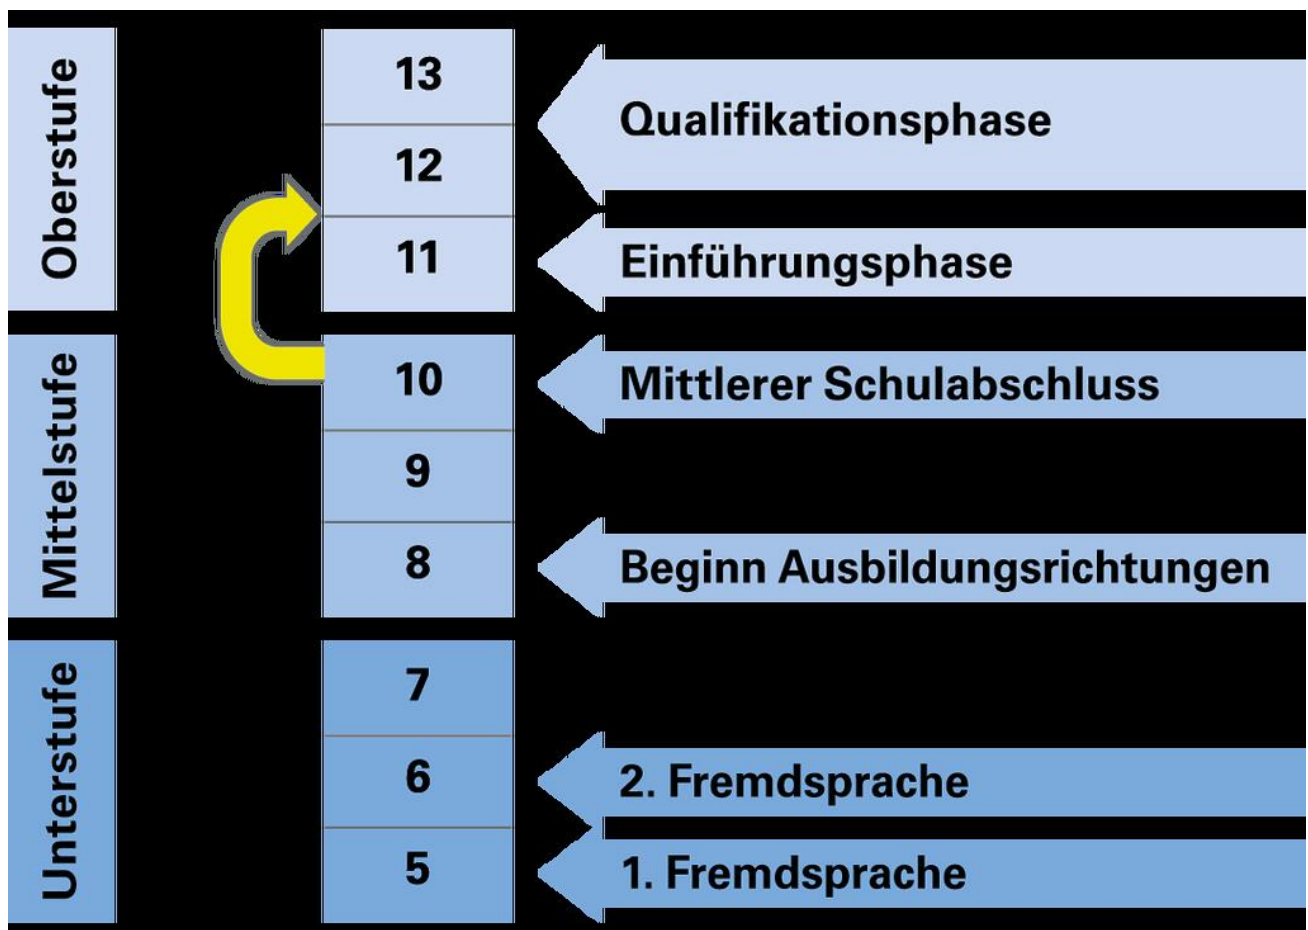 Oberstufe
13
12
11
Qualifikationsphase
Einführungsphase
Mittelstufe
10
9
8
Mittlerer Schulabschluss
Beginn Ausbildungsrichtungen
Unterstufe
7
6
5
2. Fremdsprache
1. Fremdsprache